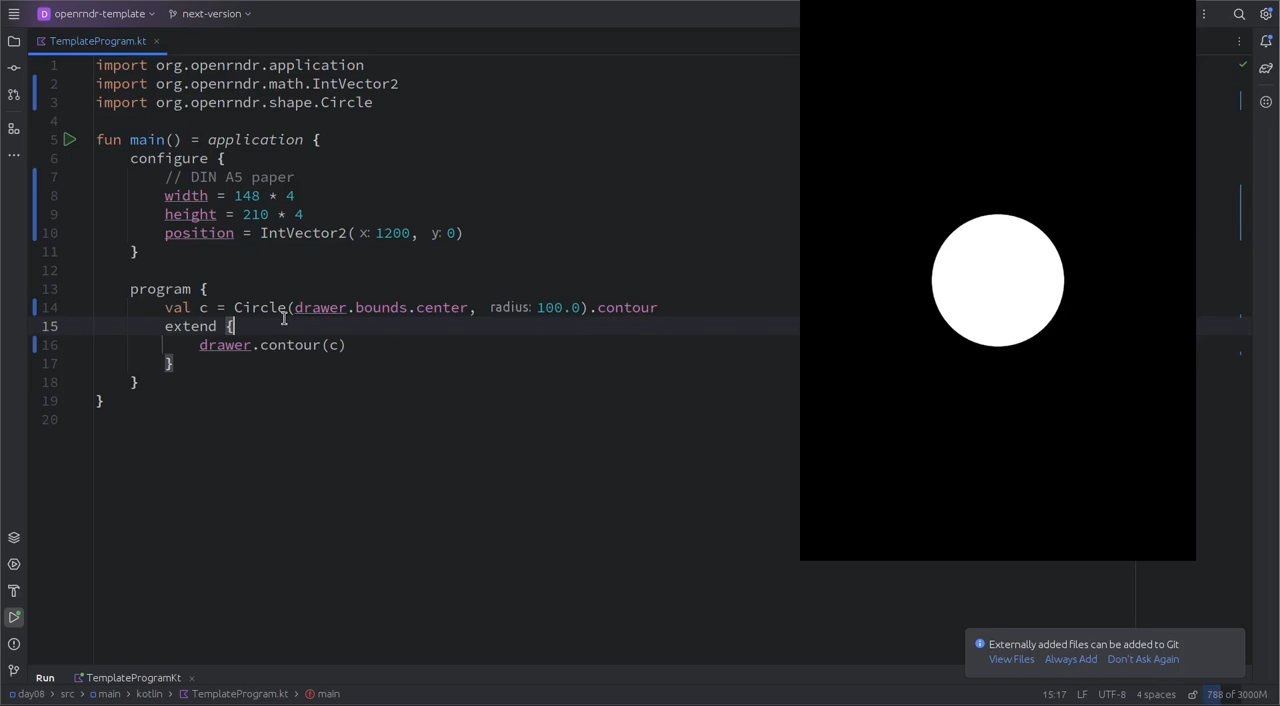 openrndr-template
next-version
TemplateProgram.kt
1 import org.openrndr.application
2 import org.openrndr.math.IntVector2
3 import org.openrndr.shape.Circle
4
5 fun main() = application {
6 configure {
7 // DIN A5 paper
8 width = 148 * 4
9 height = 210 * 4
10 position = IntVector2( x: 1200, y: 0)
11 }
12
13 program {
14 val c = Circle(drawer.bounds.center, radius: 100.0).contour
15 extend {
16 drawer.contour(c)
17 }
18 }
19 }
20
Externally added files can be added to Git
View Files Always Add Don't Ask Again
Run TemplateProgramKt
day08 > src > main > kotlin > TemplateProgram.kt > main
15:17 LF UTF-8 4 spaces 788 of 3000M